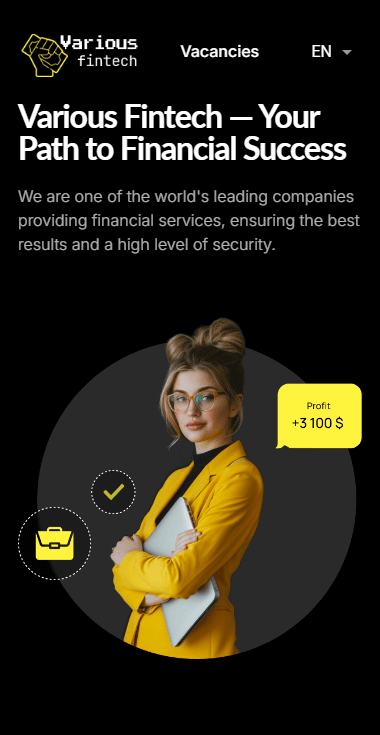 Various
fintech
Vacancies
EN
Various Fintech — Your
Path to Financial Success
We are one of the world's leading companies
providing financial services, ensuring the best
results and a high level of security.
Profit
+3 100 $